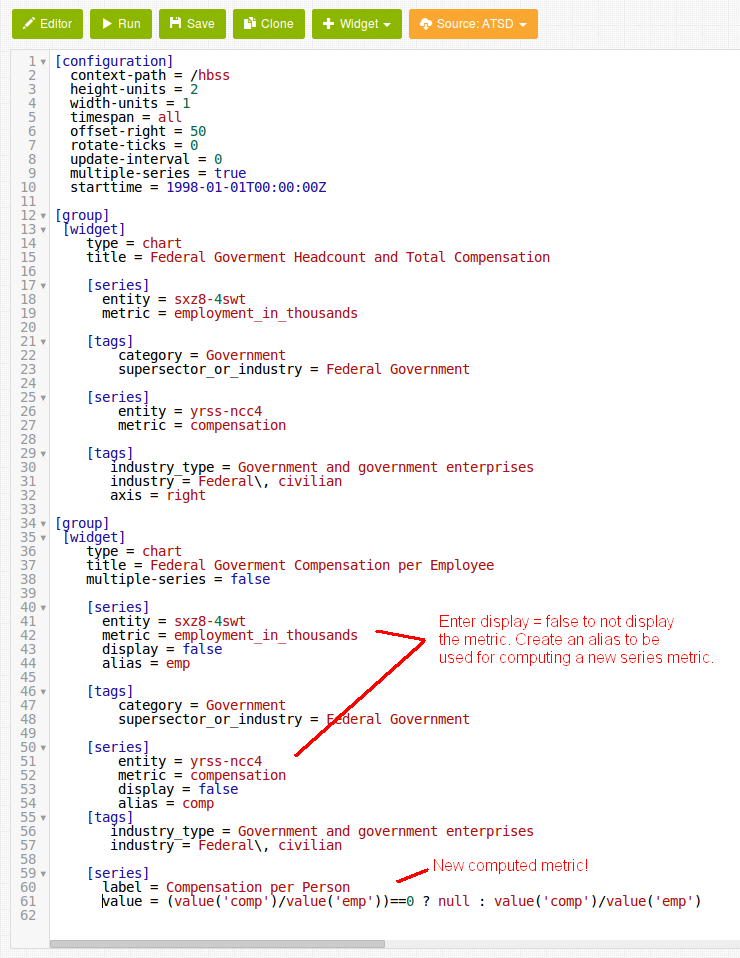 Editor Run Save Clone Widget Source: ATSD
1 [configuration]
2 context-path = /hbss
3 height-units = 2
4 width-units = 1
5 timespan = all
6 offset-right = 50
7 rotate-ticks = 0
8 update-interval = 0
9 multiple-series = true
10 starttime = 1998-01-01T00:00:00Z
11
12 [group]
13 [widget]
14 type = chart
15 title = Federal Goverment Headcount and Total Compensation
16
17 [series]
18 entity = sxz8-4swt
19 metric = employment_in_thousands
20
21 [tags]
22 category = Government
23 supersector_or_industry = Federal Government
24
25 [series]
26 entity = yrss-ncc4
27 metric = compensation
28
29 [tags]
30 industry_type = Government and government enterprises
31 industry = Federal\, civilian
32 axis = right
33
34 [group]
35 [widget]
36 type = chart
37 title = Federal Goverment Compensation per Employee
38 multiple-series = false
39
40 [series]
41 entity = sxz8-4swt
42 metric = employment_in_thousands
43 display = false
44 alias = emp
45
46 [tags]
47 category = Government
48 supersector_or_industry = Federal Government
49
50 [series]
51 entity = yrss-ncc4
52 metric = compensation
53 display = false
54 alias = comp
55 [tags]
56 industry_type = Government and government enterprises
57 industry = Federal\, civilian
58
59 [series]
60 label = Compensation per Person
61 value = (value('comp')/value('emp'))==0 ? null : value('comp')/value('emp')
62
Enter display = false to not display
the metric. Create an alias to be
used for computing a new series metric.
New computed metric!